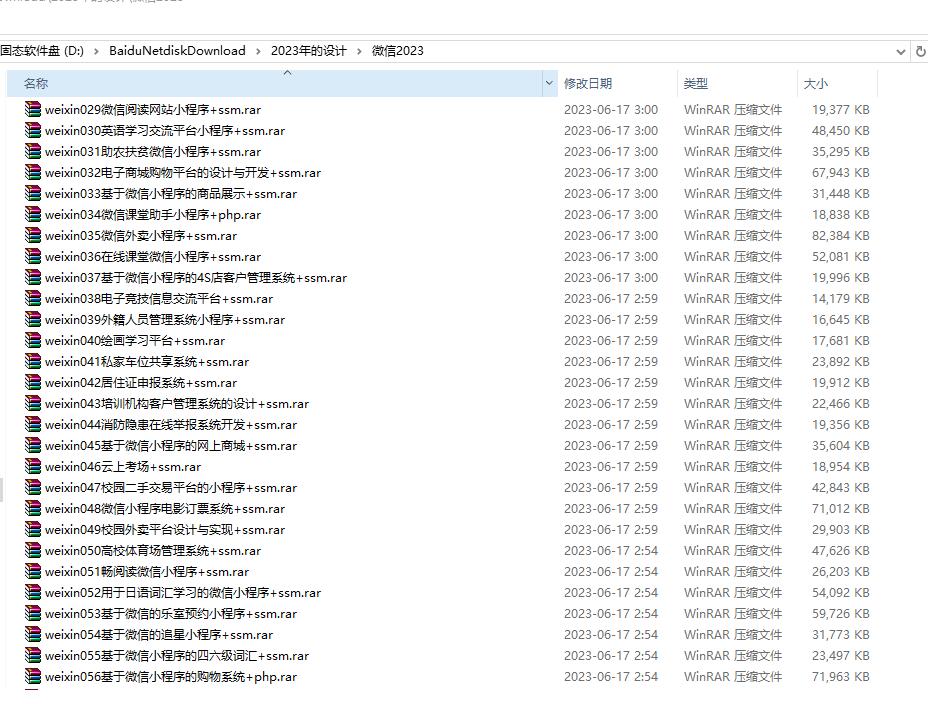 固态软件盘 (D:) > BaiduNetdiskDownload > 2023年的设计 > 微信2023
名称 修改日期 类型 大小
weixin029微信阅读网站小程序+ssm.rar 2023-06-17 3:00 WinRAR 压缩文件 19,377 KB
weixin030英语学习交流平台小程序+ssm.rar 2023-06-17 3:00 WinRAR 压缩文件 48,450 KB
weixin031助农扶贫微信小程序+ssm.rar 2023-06-17 3:00 WinRAR 压缩文件 35,295 KB
weixin032电子商城购物平台的设计与开发+ssm.rar 2023-06-17 3:00 WinRAR 压缩文件 67,943 KB
weixin033基于微信小程序的商品展示+ssm.rar 2023-06-17 3:00 WinRAR 压缩文件 31,448 KB
weixin034微信课堂助手小程序+php.rar 2023-06-17 3:00 WinRAR 压缩文件 18,838 KB
weixin035微信外卖小程序+ssm.rar 2023-06-17 3:00 WinRAR 压缩文件 82,384 KB
weixin036在线课堂微信小程序+ssm.rar 2023-06-17 3:00 WinRAR 压缩文件 52,081 KB
weixin037基于微信小程序的4S店客户管理系统+ssm.rar 2023-06-17 3:00 WinRAR 压缩文件 19,996 KB
weixin038电子竞技信息交流平台+ssm.rar 2023-06-17 2:59 WinRAR 压缩文件 14,179 KB
weixin039外籍人员管理系统小程序+ssm.rar 2023-06-17 2:59 WinRAR 压缩文件 16,645 KB
weixin040绘画学习平台+ssm.rar 2023-06-17 2:59 WinRAR 压缩文件 17,681 KB
weixin041私家车位共享系统+ssm.rar 2023-06-17 2:59 WinRAR 压缩文件 23,892 KB
weixin042居住证申报系统+ssm.rar 2023-06-17 2:59 WinRAR 压缩文件 19,912 KB
weixin043培训机构客户管理系统的设计+ssm.rar 2023-06-17 2:59 WinRAR 压缩文件 22,466 KB
weixin044消防隐患在线举报系统开发+ssm.rar 2023-06-17 2:59 WinRAR 压缩文件 19,356 KB
weixin045基于微信小程序的网上商城+ssm.rar 2023-06-17 2:59 WinRAR 压缩文件 35,604 KB
weixin046云上考场+ssm.rar 2023-06-17 2:59 WinRAR 压缩文件 18,954 KB
weixin047校园二手交易平台的小程序+ssm.rar 2023-06-17 2:59 WinRAR 压缩文件 42,843 KB
weixin048微信小程序电影订票系统+ssm.rar 2023-06-17 2:59 WinRAR 压缩文件 71,012 KB
weixin049校园外卖平台设计与实现+ssm.rar 2023-06-17 2:59 WinRAR 压缩文件 29,903 KB
weixin050高校体育场管理系统+ssm.rar 2023-06-17 2:54 WinRAR 压缩文件 47,626 KB
weixin051畅阅读微信小程序+ssm.rar 2023-06-17 2:54 WinRAR 压缩文件 26,203 KB
weixin052用于日语词汇学习的微信小程序+ssm.rar 2023-06-17 2:54 WinRAR 压缩文件 54,092 KB
weixin053基于微信的乐室预约小程序+ssm.rar 2023-06-17 2:54 WinRAR 压缩文件 59,726 KB
weixin054基于微信的追星小程序+ssm.rar 2023-06-17 2:54 WinRAR 压缩文件 31,773 KB
weixin055基于微信小程序的四六级词汇+ssm.rar 2023-06-17 2:54 WinRAR 压缩文件 23,497 KB
weixin056基于微信小程序的购物系统+php.rar 2023-06-17 2:54 WinRAR 压缩文件 71,963 KB